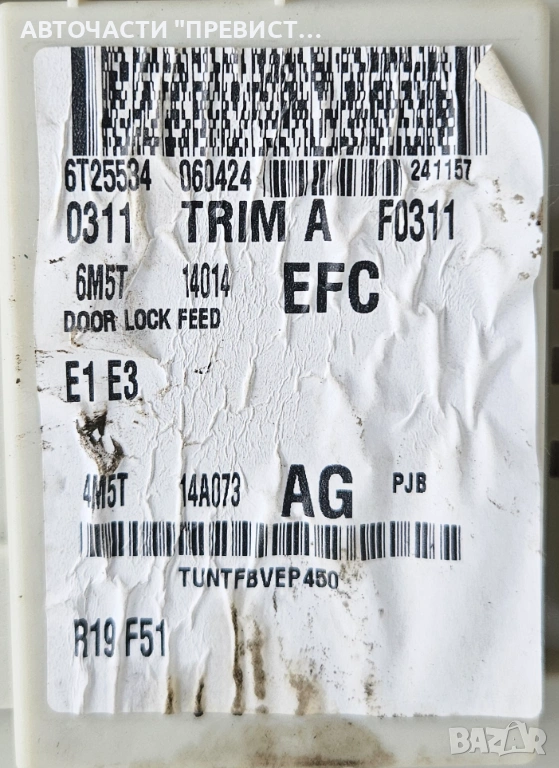 АВТОЧАСТИ "ПРЕВИСТ...
6T25534 060424 241157
0311 TRIM A F0311
6M5T 14014 EFC
DOOR LOCK FEED
E1 E3
4M5T 14A073 AG PJB
TUNTFBVEP450
R19 F51
BAZAR